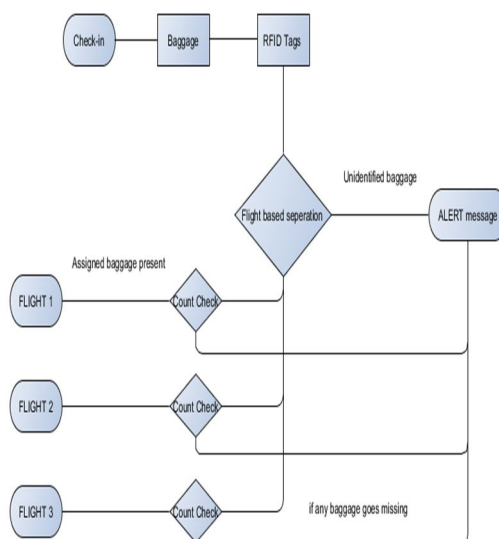 Check-in
Baggage
RFID Tags
Unidentified baggage
Flight based seperation
ALERT message
Assigned baggage present
FLIGHT 1
Count Check
FLIGHT 2
Count Check
FLIGHT 3
Count Check
if any baggage goes missing